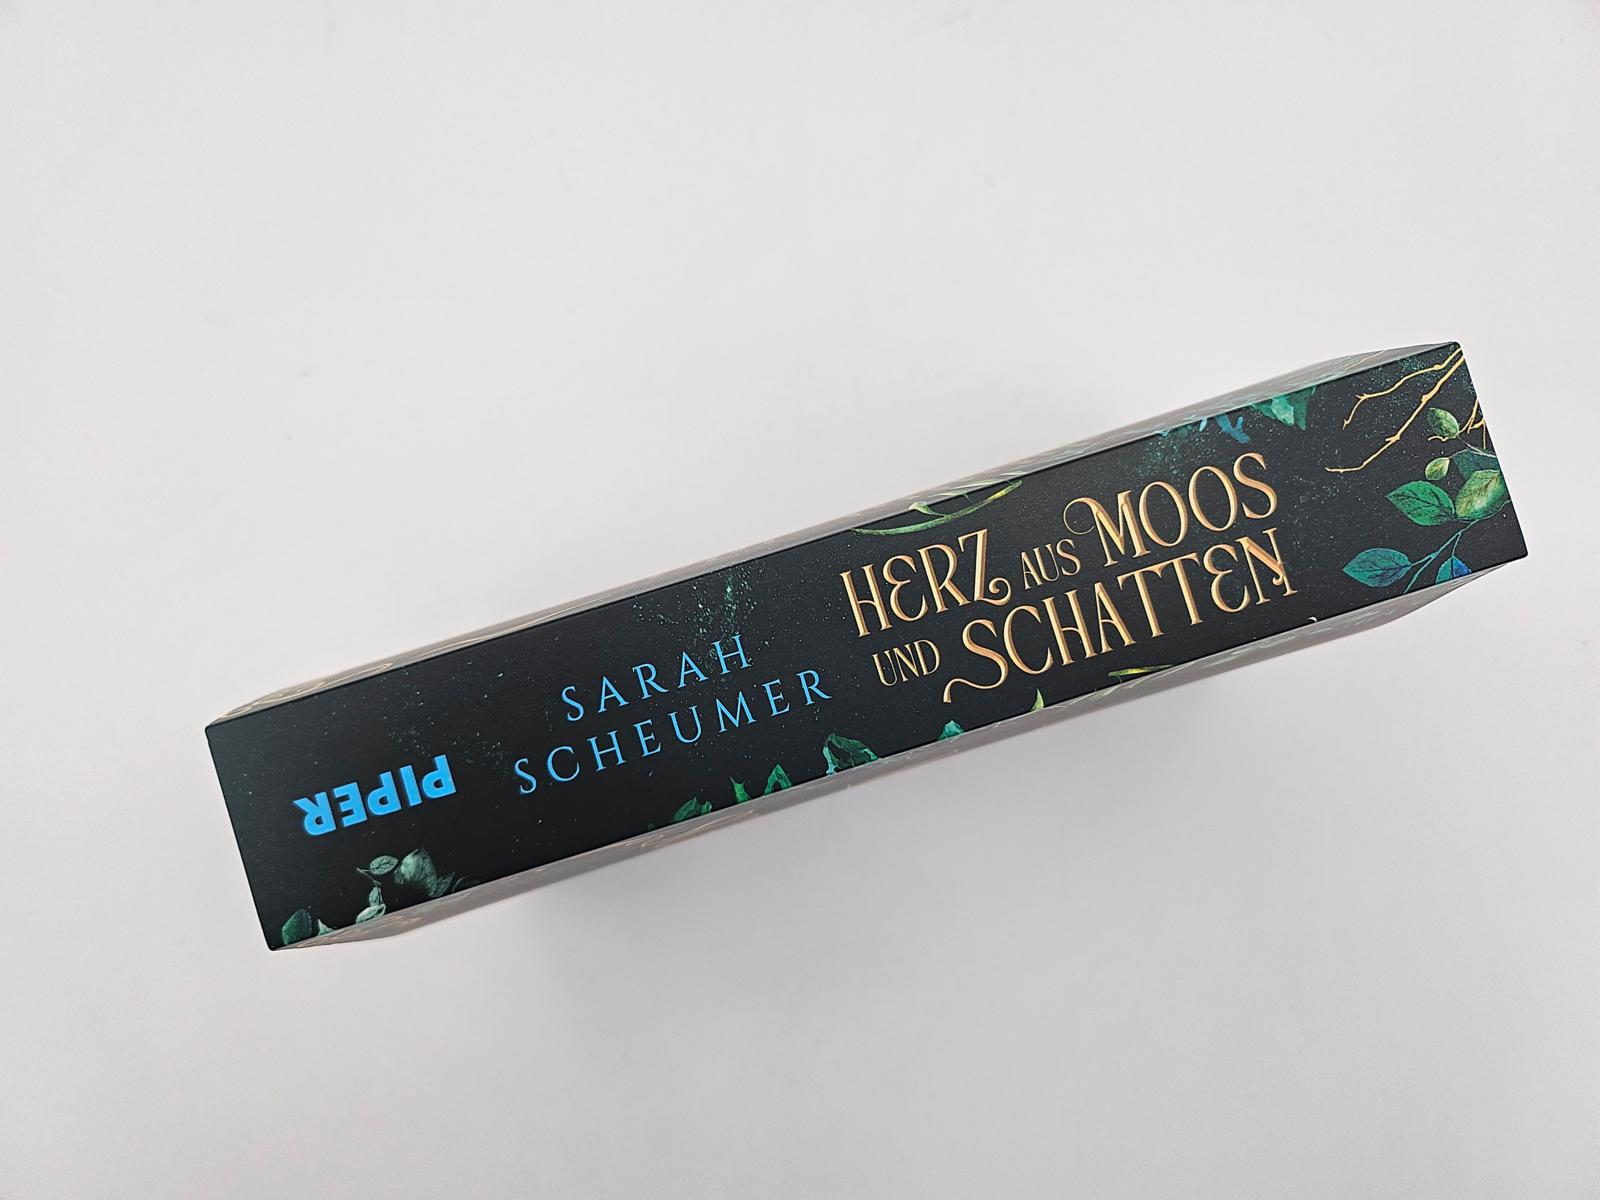 HERZ AUS MOOS
UND SCHATTEN
SARAH
SCHEUMER
PIPER